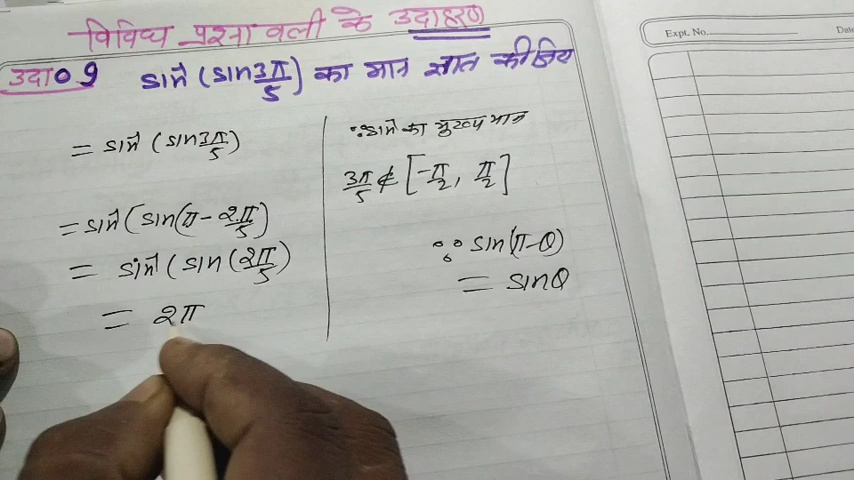 विविध प्रश्नावली के उदाहरण
उदा० 9 sin⁻¹(sin 3π/5) का मान ज्ञात कीजिए
= sin⁻¹(sin 3π/5)
= sin⁻¹(sin(π - 2π/5)
= sin⁻¹(sin(2π/5)
= 2π
∵ sin⁻¹ का मुख्य मान
3π/5 ∉ [-π/2, π/2]
∵ sin(π-θ)
= sinθ
Expt. No.
Date